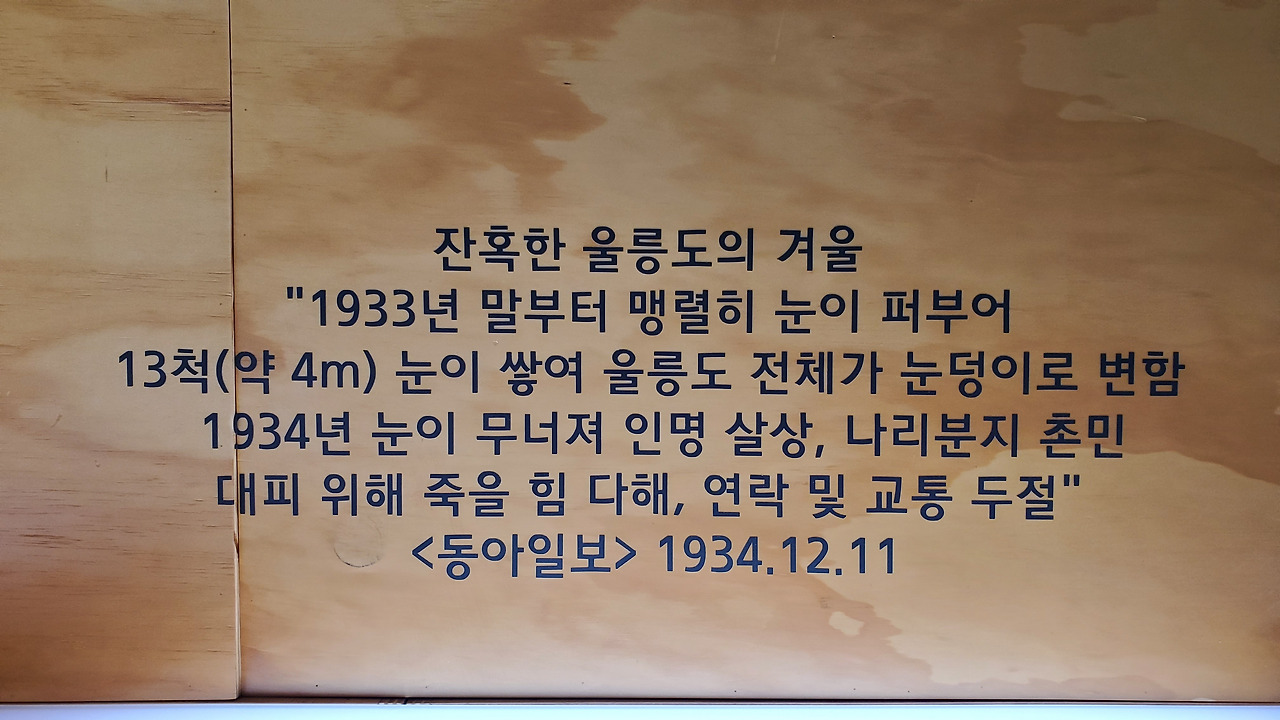 잔혹한 울릉도의 겨울
"1933년 말부터 맹렬히 눈이 퍼부어
13척(약 4m) 눈이 쌓여 울릉도 전체가 눈덩이로 변함
1934년 눈이 무너져 인명 살상, 나리분지 촌민
대피 위해 죽을 힘 다해, 연락 및 교통 두절"
<동아일보> 1934.12.11